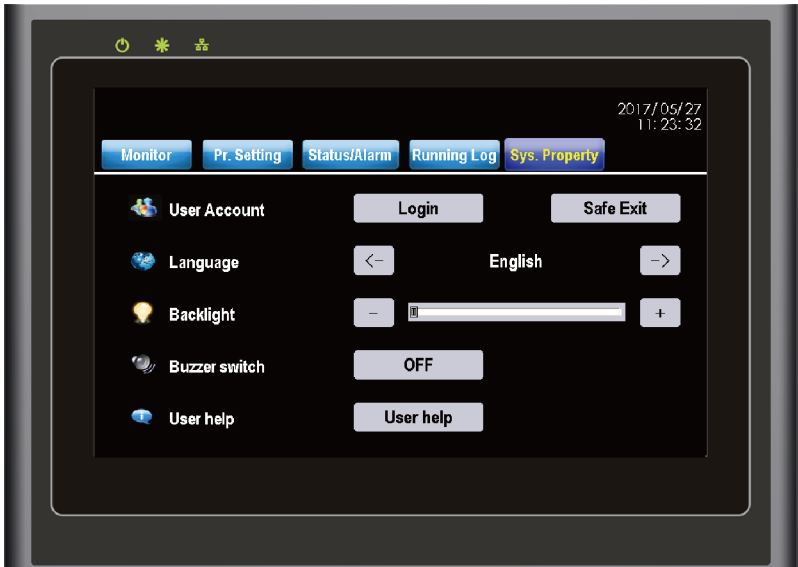 2017/05/27
11:23:32
Monitor Pr. Setting Status/Alarm Running Log Sys. Property
User Account Login Safe Exit
Language <- English ->
Backlight - +
Buzzer switch OFF
User help User help